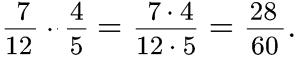 7/12 · 4/5 = 7 · 4/12 · 5 = 28/60.